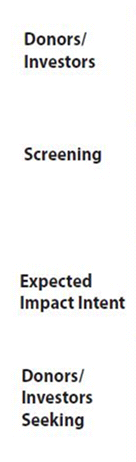 Donors/
Investors
Screening
Expected
Impact Intent
Donors/
Investors
Seeking